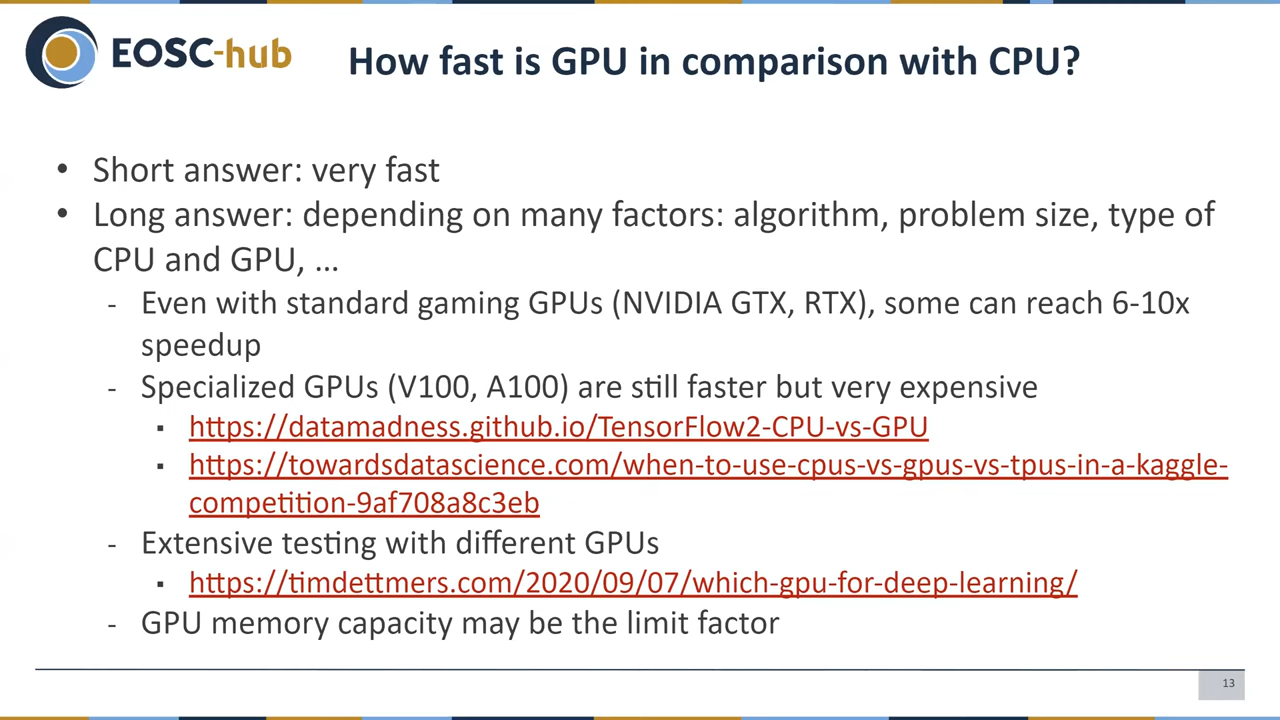 EOSC-hub
How fast is GPU in comparison with CPU?
• Short answer: very fast
• Long answer: depending on many factors: algorithm, problem size, type of
CPU and GPU, ...
- Even with standard gaming GPUs (NVIDIA GTX, RTX), some can reach 6-10x
speedup
- Specialized GPUs (V100, A100) are still faster but very expensive
▪ https://datamadness.github.io/TensorFlow2-CPU-vs-GPU
▪ https://towardsdatascience.com/when-to-use-cpus-vs-gpus-vs-tpus-in-a-kaggle-
competition-9af708a8c3eb
- Extensive testing with different GPUs
▪ https://timdettmers.com/2020/09/07/which-gpu-for-deep-learning/
- GPU memory capacity may be the limit factor
13